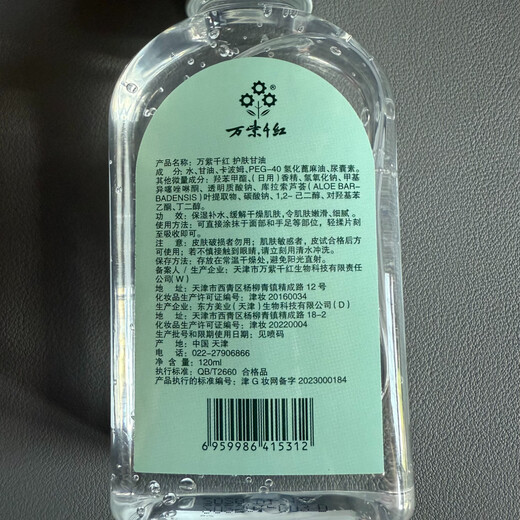 ®
万紫千红
产品名称：万紫千红 护肤甘油
成　分：水、甘油、卡波姆、PEG-40 氢化蓖麻油、尿囊素。
其他微量成分：羟苯甲酯、（日用）香精、氢氧化钠、甲基
异噻唑啉酮、透明质酸钠、库拉索芦荟（ALOE BAR-
BADENSIS）叶提取物、碳酸钠、1,2- 己二醇、对羟基苯
乙酮、丁二醇。
功　效：保湿补水、缓解干燥肌肤，令肌肤嫩滑、细腻。
使用方法：可直接涂抹于面部和手足等部位，轻揉片刻
至吸收即可。
注　意：皮肤破损者勿用；肌肤敏感者，皮试合格后方
可使用。若不慎接触到眼睛，请立刻用清水冲洗。
保存方法：存放在常温干燥处，避免阳光直射。
备案人 / 生产企业：天津市万紫千红生物科技有限责任
公司(W)
地　址：天津市西青区杨柳青镇精成路 12 号
化妆品生产许可证编号：津妆 20160034
生产企业：东方美业（天津）生物科技有限公司(D)
地　址：天津市西青区杨柳青镇精成路 18-2
化妆品生产许可证编号：津妆 20220004
生产批号和限期使用日期：见喷码
产　地：中国 天津
电　话：022-27906866
净 含 量：120ml
执行标准：QB/T2660 合格品
产品执行的标准编号：津 G 妆网备字 2023000184
6 959986 415312